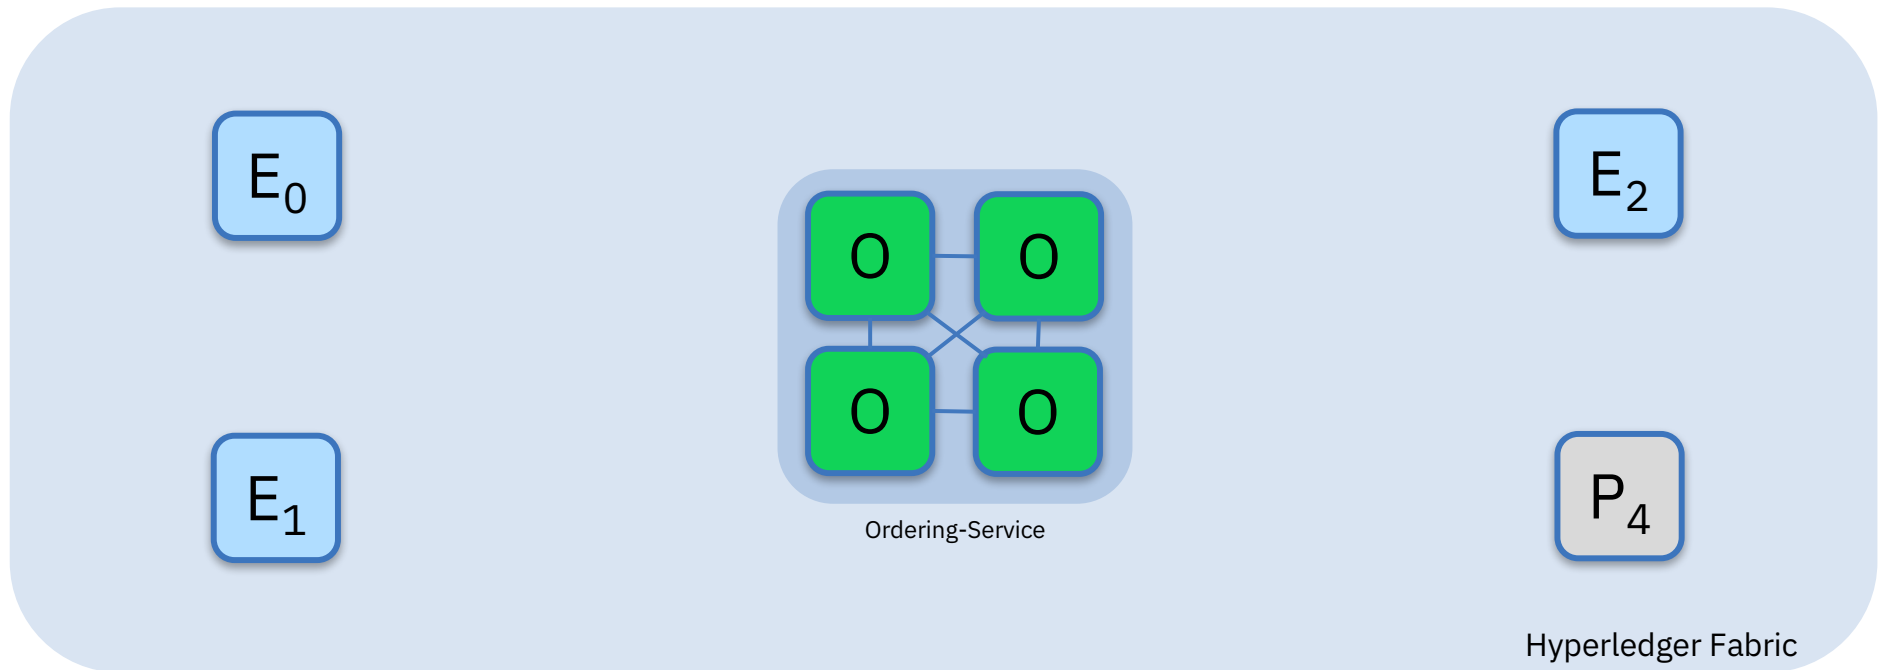 E0
E2
O O
O O
E1
P4
Ordering-Service
Hyperledger Fabric